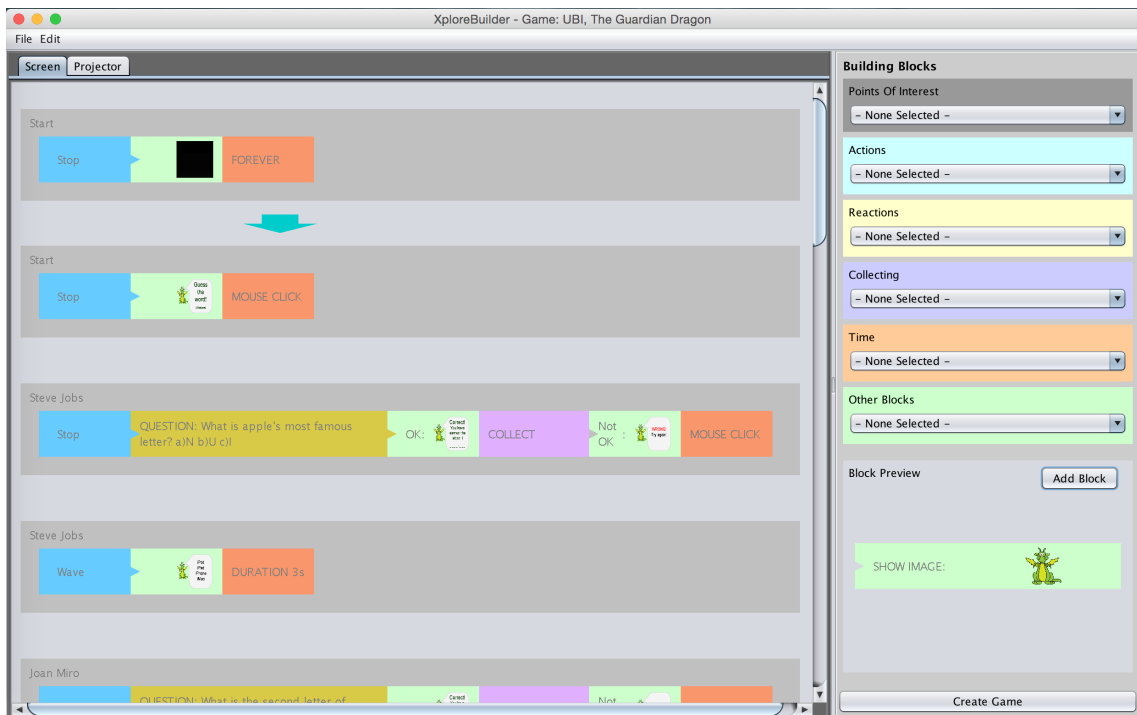 XploreBuilder - Game: UBI, The Guardian Dragon
File Edit
Screen Projector
Start
Stop FOREVER
Start
Stop
Guess
the
word!
MOUSE CLICK
Steve Jobs
Stop
QUESTION: What is apple's most famous
letter? a)N b)U c)I
OK:
Correct!
You have
COLLECT
Not
OK :
WRONG
Try again
MOUSE CLICK
Steve Jobs
Wave DURATION 3s
Joan Miro
QUESTION: What is the second letter of
Correct!
Not
Building Blocks
Points Of Interest
- None Selected -
Actions
- None Selected -
Reactions
- None Selected -
Collecting
- None Selected -
Time
- None Selected -
Other Blocks
- None Selected -
Block Preview
Add Block
SHOW IMAGE:
Create Game